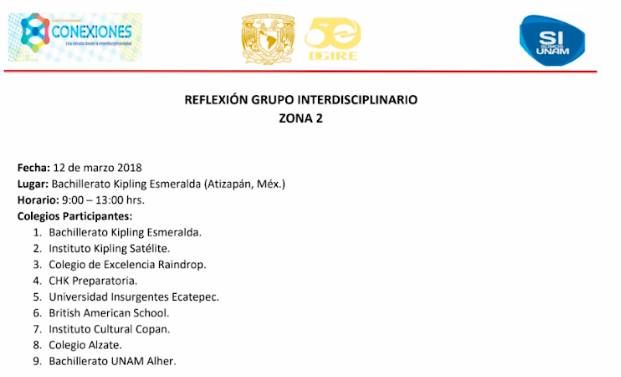 CONEXIONES
50
DGIRE
SI
UNAM
REFLEXIÓN GRUPO INTERDISCIPLINARIO
ZONA 2
Fecha: 12 de marzo 2018
Lugar: Bachillerato Kipling Esmeralda (Atizapán, Méx.)
Horario: 9:00 – 13:00 hrs.
Colegios Participantes:
1. Bachillerato Kipling Esmeralda.
2. Instituto Kipling Satélite.
3. Colegio de Excelencia Raindrop.
4. CHK Preparatoria.
5. Universidad Insurgentes Ecatepec.
6. British American School.
7. Instituto Cultural Copan.
8. Colegio Alzate.
9. Bachillerato UNAM Alher.